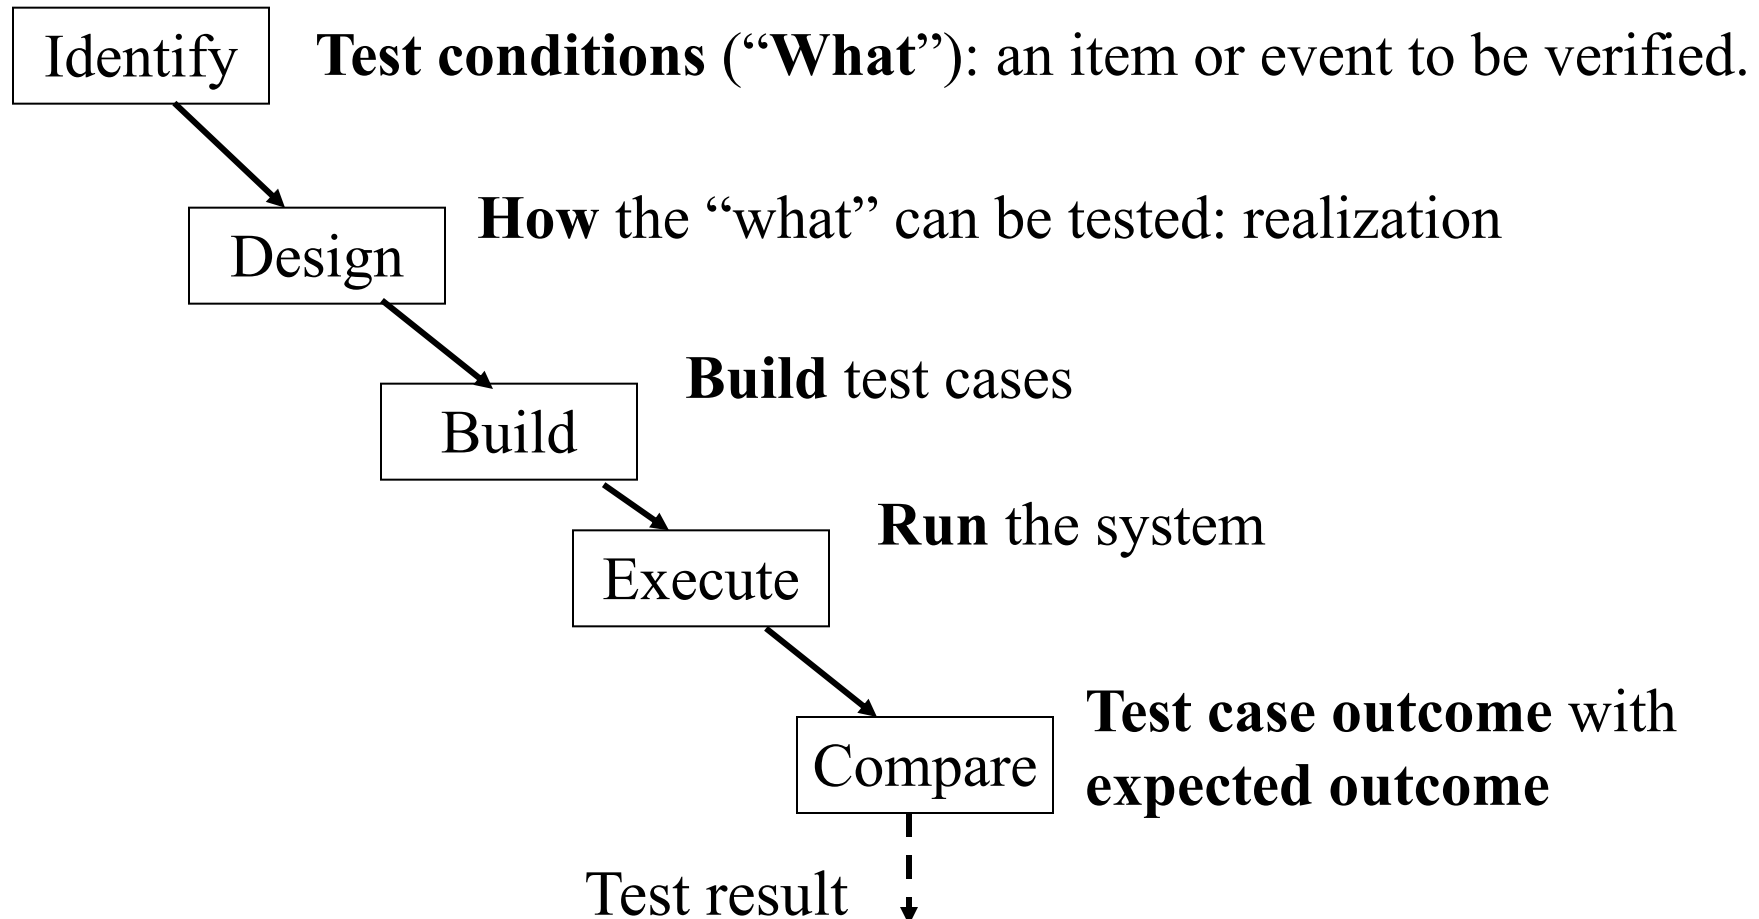 Identify
Test conditions (“What”): an item or event to be verified.
Design
How the “what” can be tested: realization
Build
Build test cases
Execute
Run the system
Compare
Test case outcome with
expected outcome
Test result